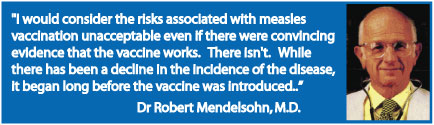 "I would consider the risks associated with measles
vaccination unacceptable even if there were convincing
evidence that the vaccine works.  There isn't.  While
there has been a decline in the incidence of the disease,
it began long before the vaccine was introduced.."
Dr Robert Mendelsohn, M.D.